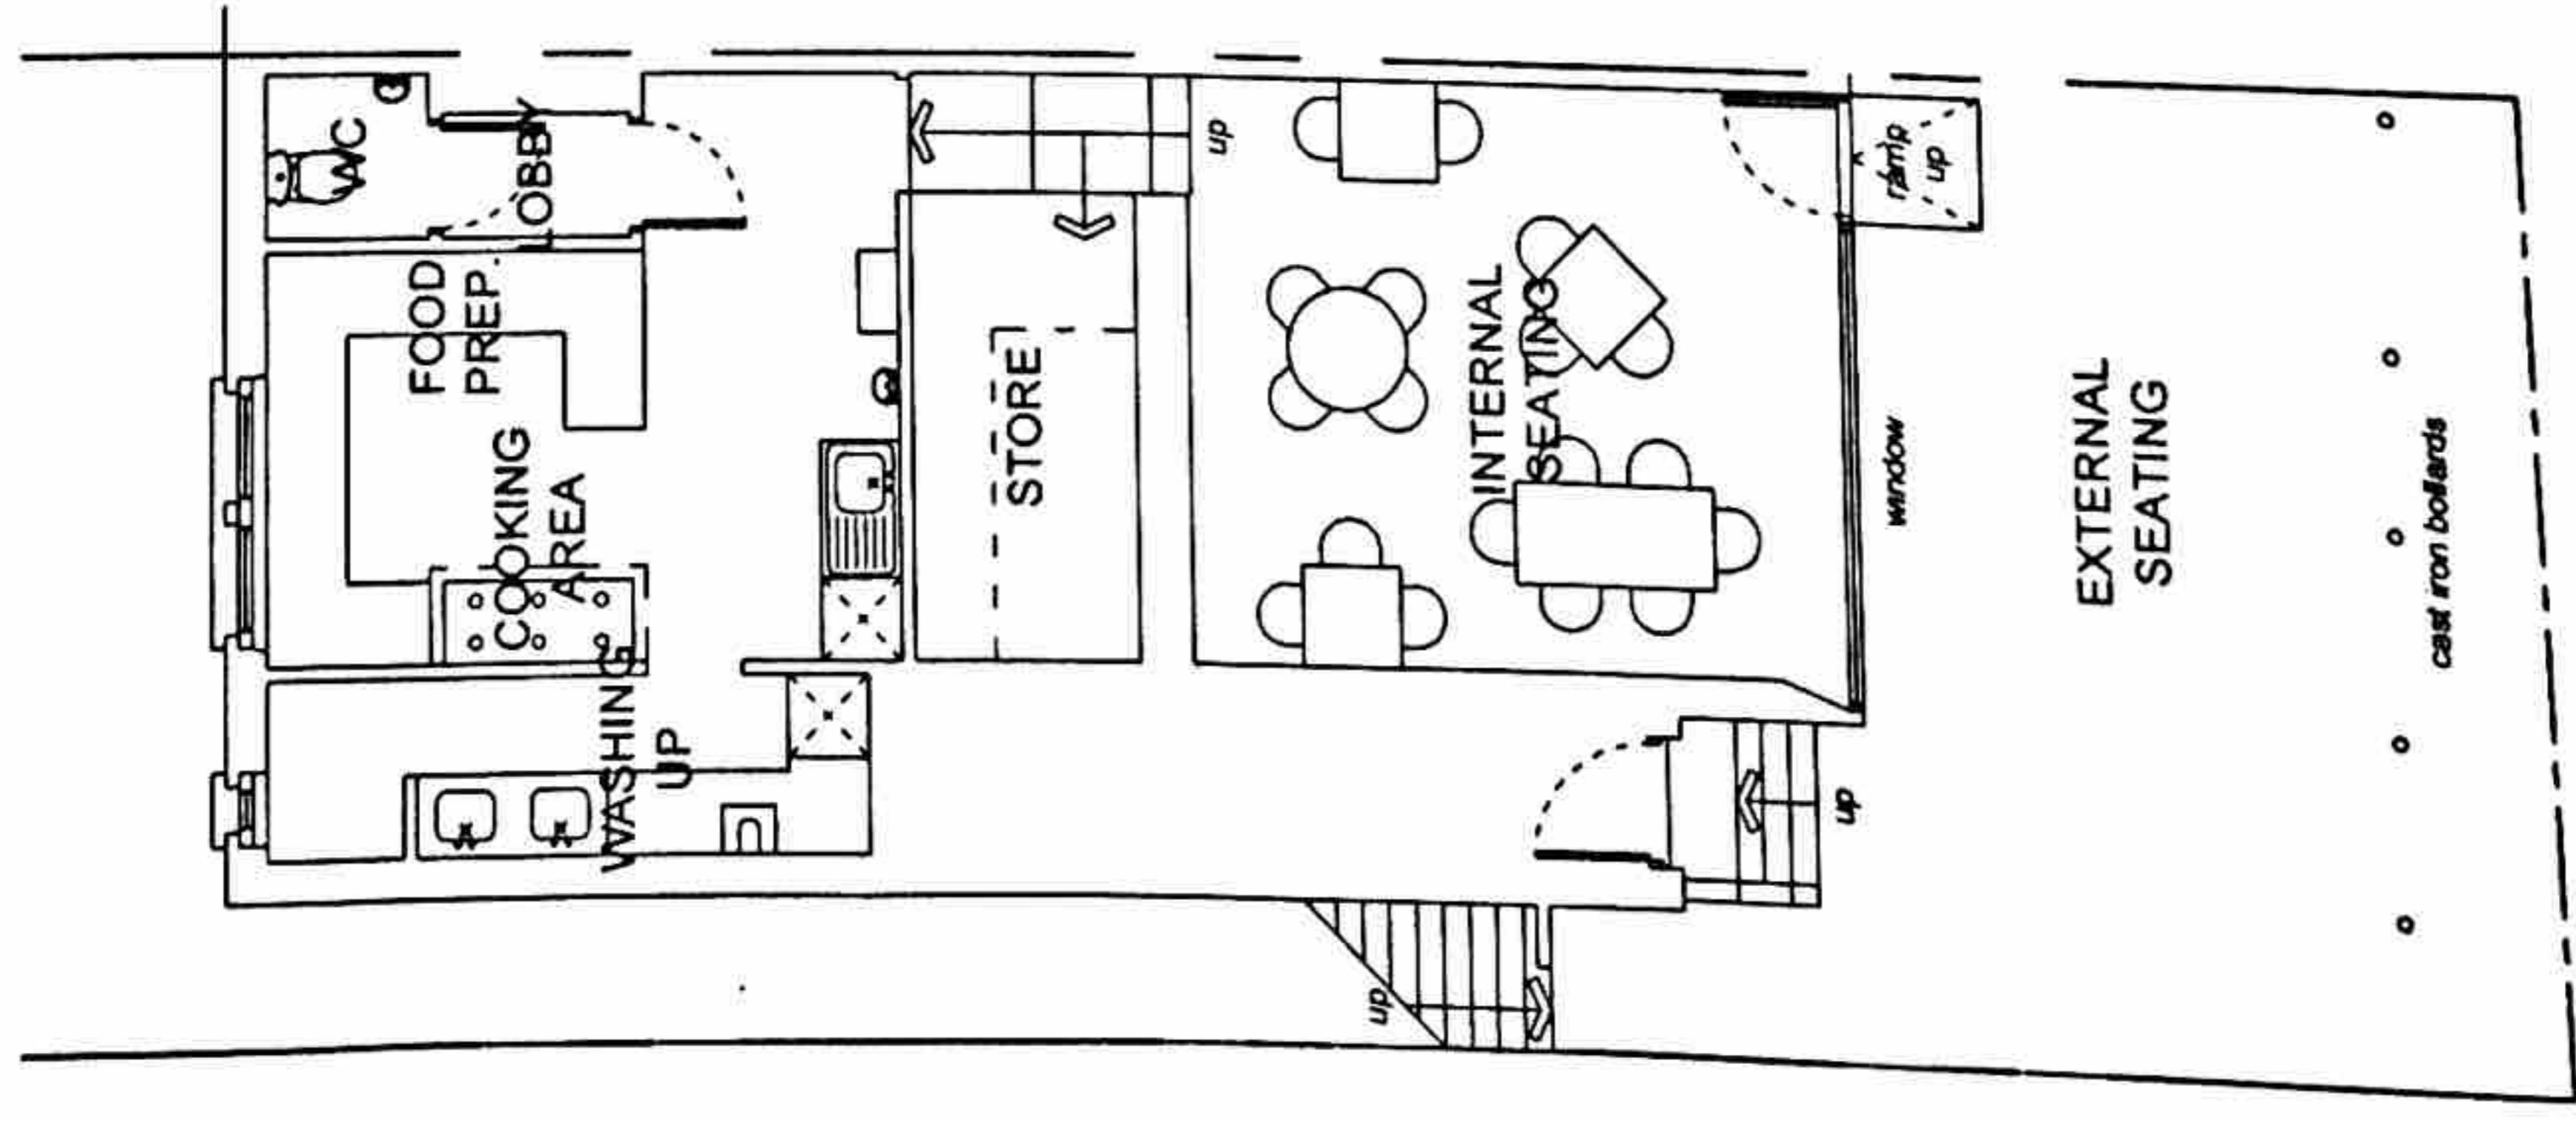 WC
LOBBY
FOOD
PREP.
COOKING
AREA
WASHING
UP
STORE
up
INTERNAL
SEATING
ramp
up
window
up
up
EXTERNAL
SEATING
cast iron bollards